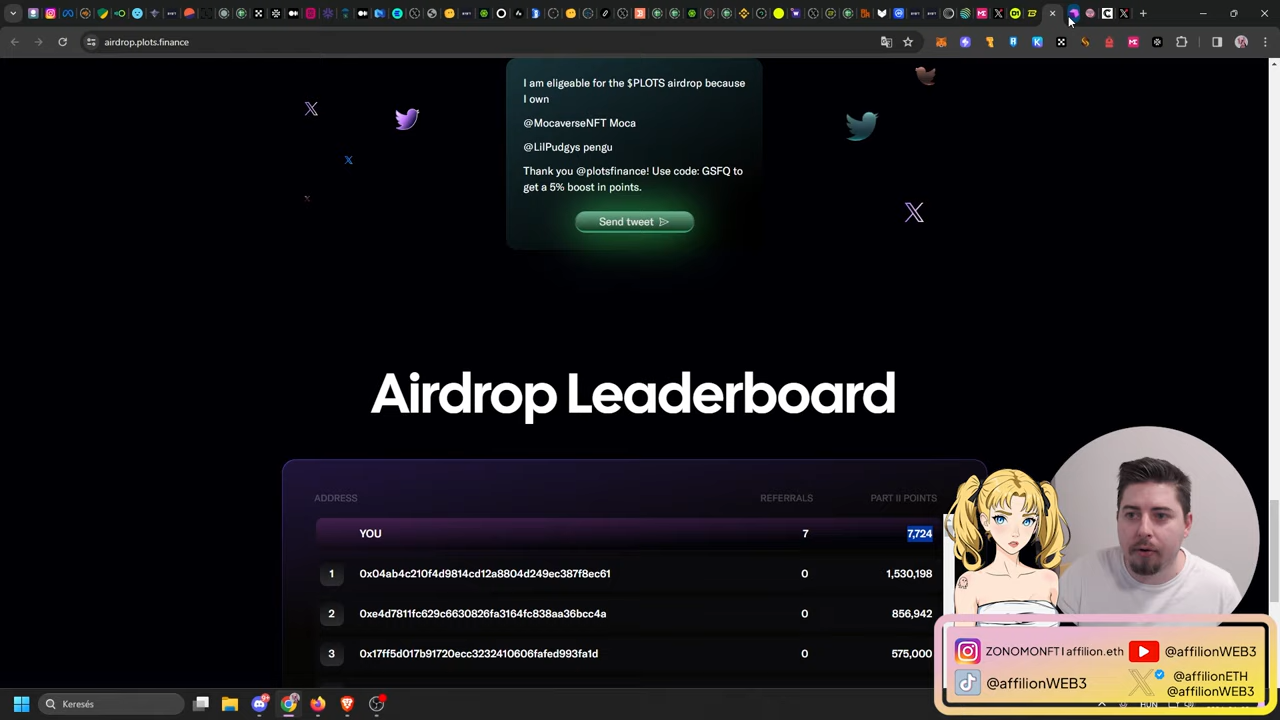 airdrop.plots.finance
I am eligeable for the $PLOTS airdrop because
I own
@MocaverseNFT Moca
@LilPudgys pengu
Thank you @plotsfinance! Use code: GSFQ to
get a 5% boost in points.
Send tweet
Airdrop Leaderboard
ADDRESS REFERRALS PART II POINTS
YOU 7 7,724
1 0x04ab4c210f4d9814cd12a8804d249ec387f8ec61 0 1,530,198
2 0xe4d7811fc629c6630826fa3164fc838aa36bcc4a 0 856,942
3 0x17ff5d017b91720ecc3232410606fafed993fa1d 0 575,000
ZONOMONFT | affilion.eth @affilionWEB3
@affilionWEB3 @affilionETH
@affilionWEB3
Keresés
HUN